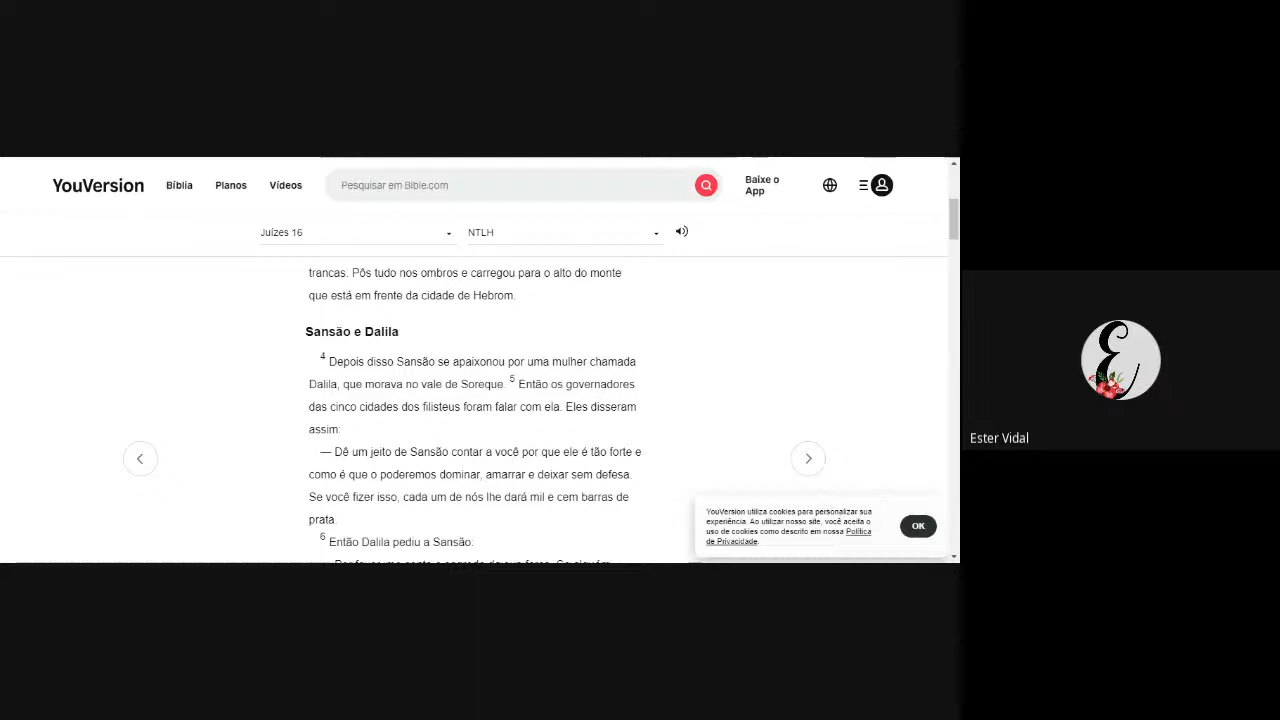 YouVersion Bíblia Planos Vídeos Pesquisar em Bible.com Baixe o
App
Juízes 16 NTLH
trancas. Pôs tudo nos ombros e carregou para o alto do monte
que está em frente da cidade de Hebrom.
Sansão e Dalila
4 Depois disso Sansão se apaixonou por uma mulher chamada
Dalila, que morava no vale de Soreque. 5 Então os governadores
das cinco cidades dos filisteus foram falar com ela. Eles disseram
assim:
— Dê um jeito de Sansão contar a você por que ele é tão forte e
como é que o poderemos dominar, amarrar e deixar sem defesa.
Se você fizer isso, cada um de nós lhe dará mil e cem barras de
prata.
6 Então Dalila pediu a Sansão:
YouVersion utiliza cookies para personalizar sua
experiência. Ao utilizar nosso site, você aceita o
uso de cookies como descrito em nossa Política
de Privacidade.
OK
E
Ester Vidal